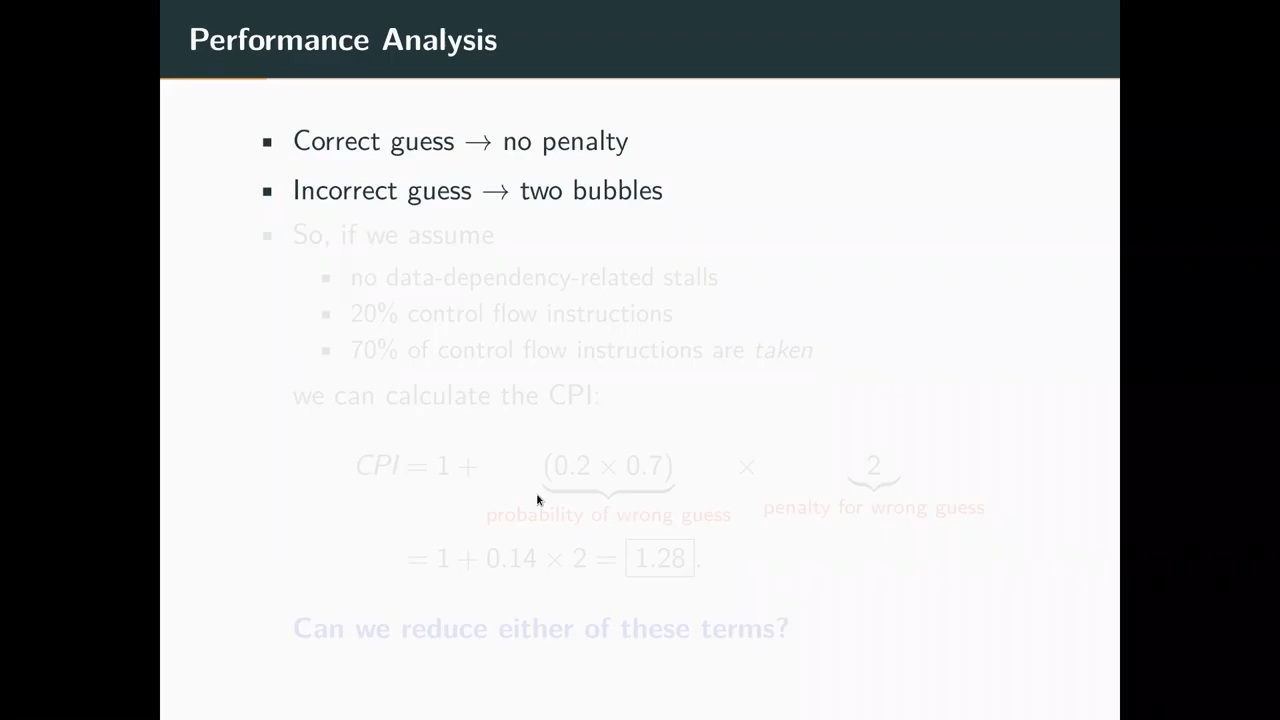 Performance Analysis
▪ Correct guess → no penalty
▪ Incorrect guess → two bubbles
▪ So, if we assume
▪ no data-dependency-related stalls
▪ 20% control flow instructions
▪ 70% of control flow instructions are taken
we can calculate the CPI:
CPI = 1 + (0.2 × 0.7) × 2
probability of wrong guess penalty for wrong guess
= 1 + 0.14 × 2 = 1.28.
Can we reduce either of these terms?